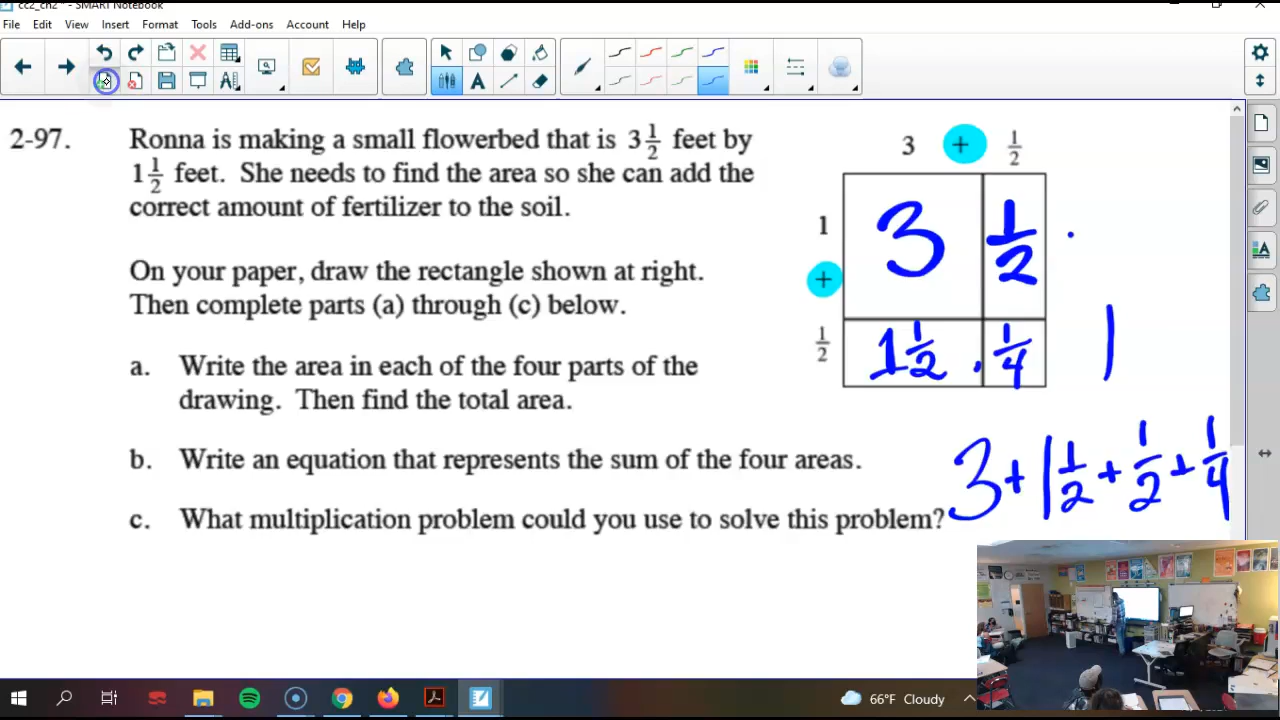 cc2_ch2 * - SMART Notebook
File Edit View Insert Format Tools Add-ons Account Help
2-97. Ronna is making a small flowerbed that is 3 1/2 feet by
1 1/2 feet. She needs to find the area so she can add the
correct amount of fertilizer to the soil.
On your paper, draw the rectangle shown at right.
Then complete parts (a) through (c) below.
a. Write the area in each of the four parts of the
drawing. Then find the total area.
b. Write an equation that represents the sum of the four areas.
c. What multiplication problem could you use to solve this problem?
3 + 1/2
1 3 1/2
+
1/2 1 1/2 1/4
3 + 1 1/2 + 1/2 + 1/4
66°F Cloudy